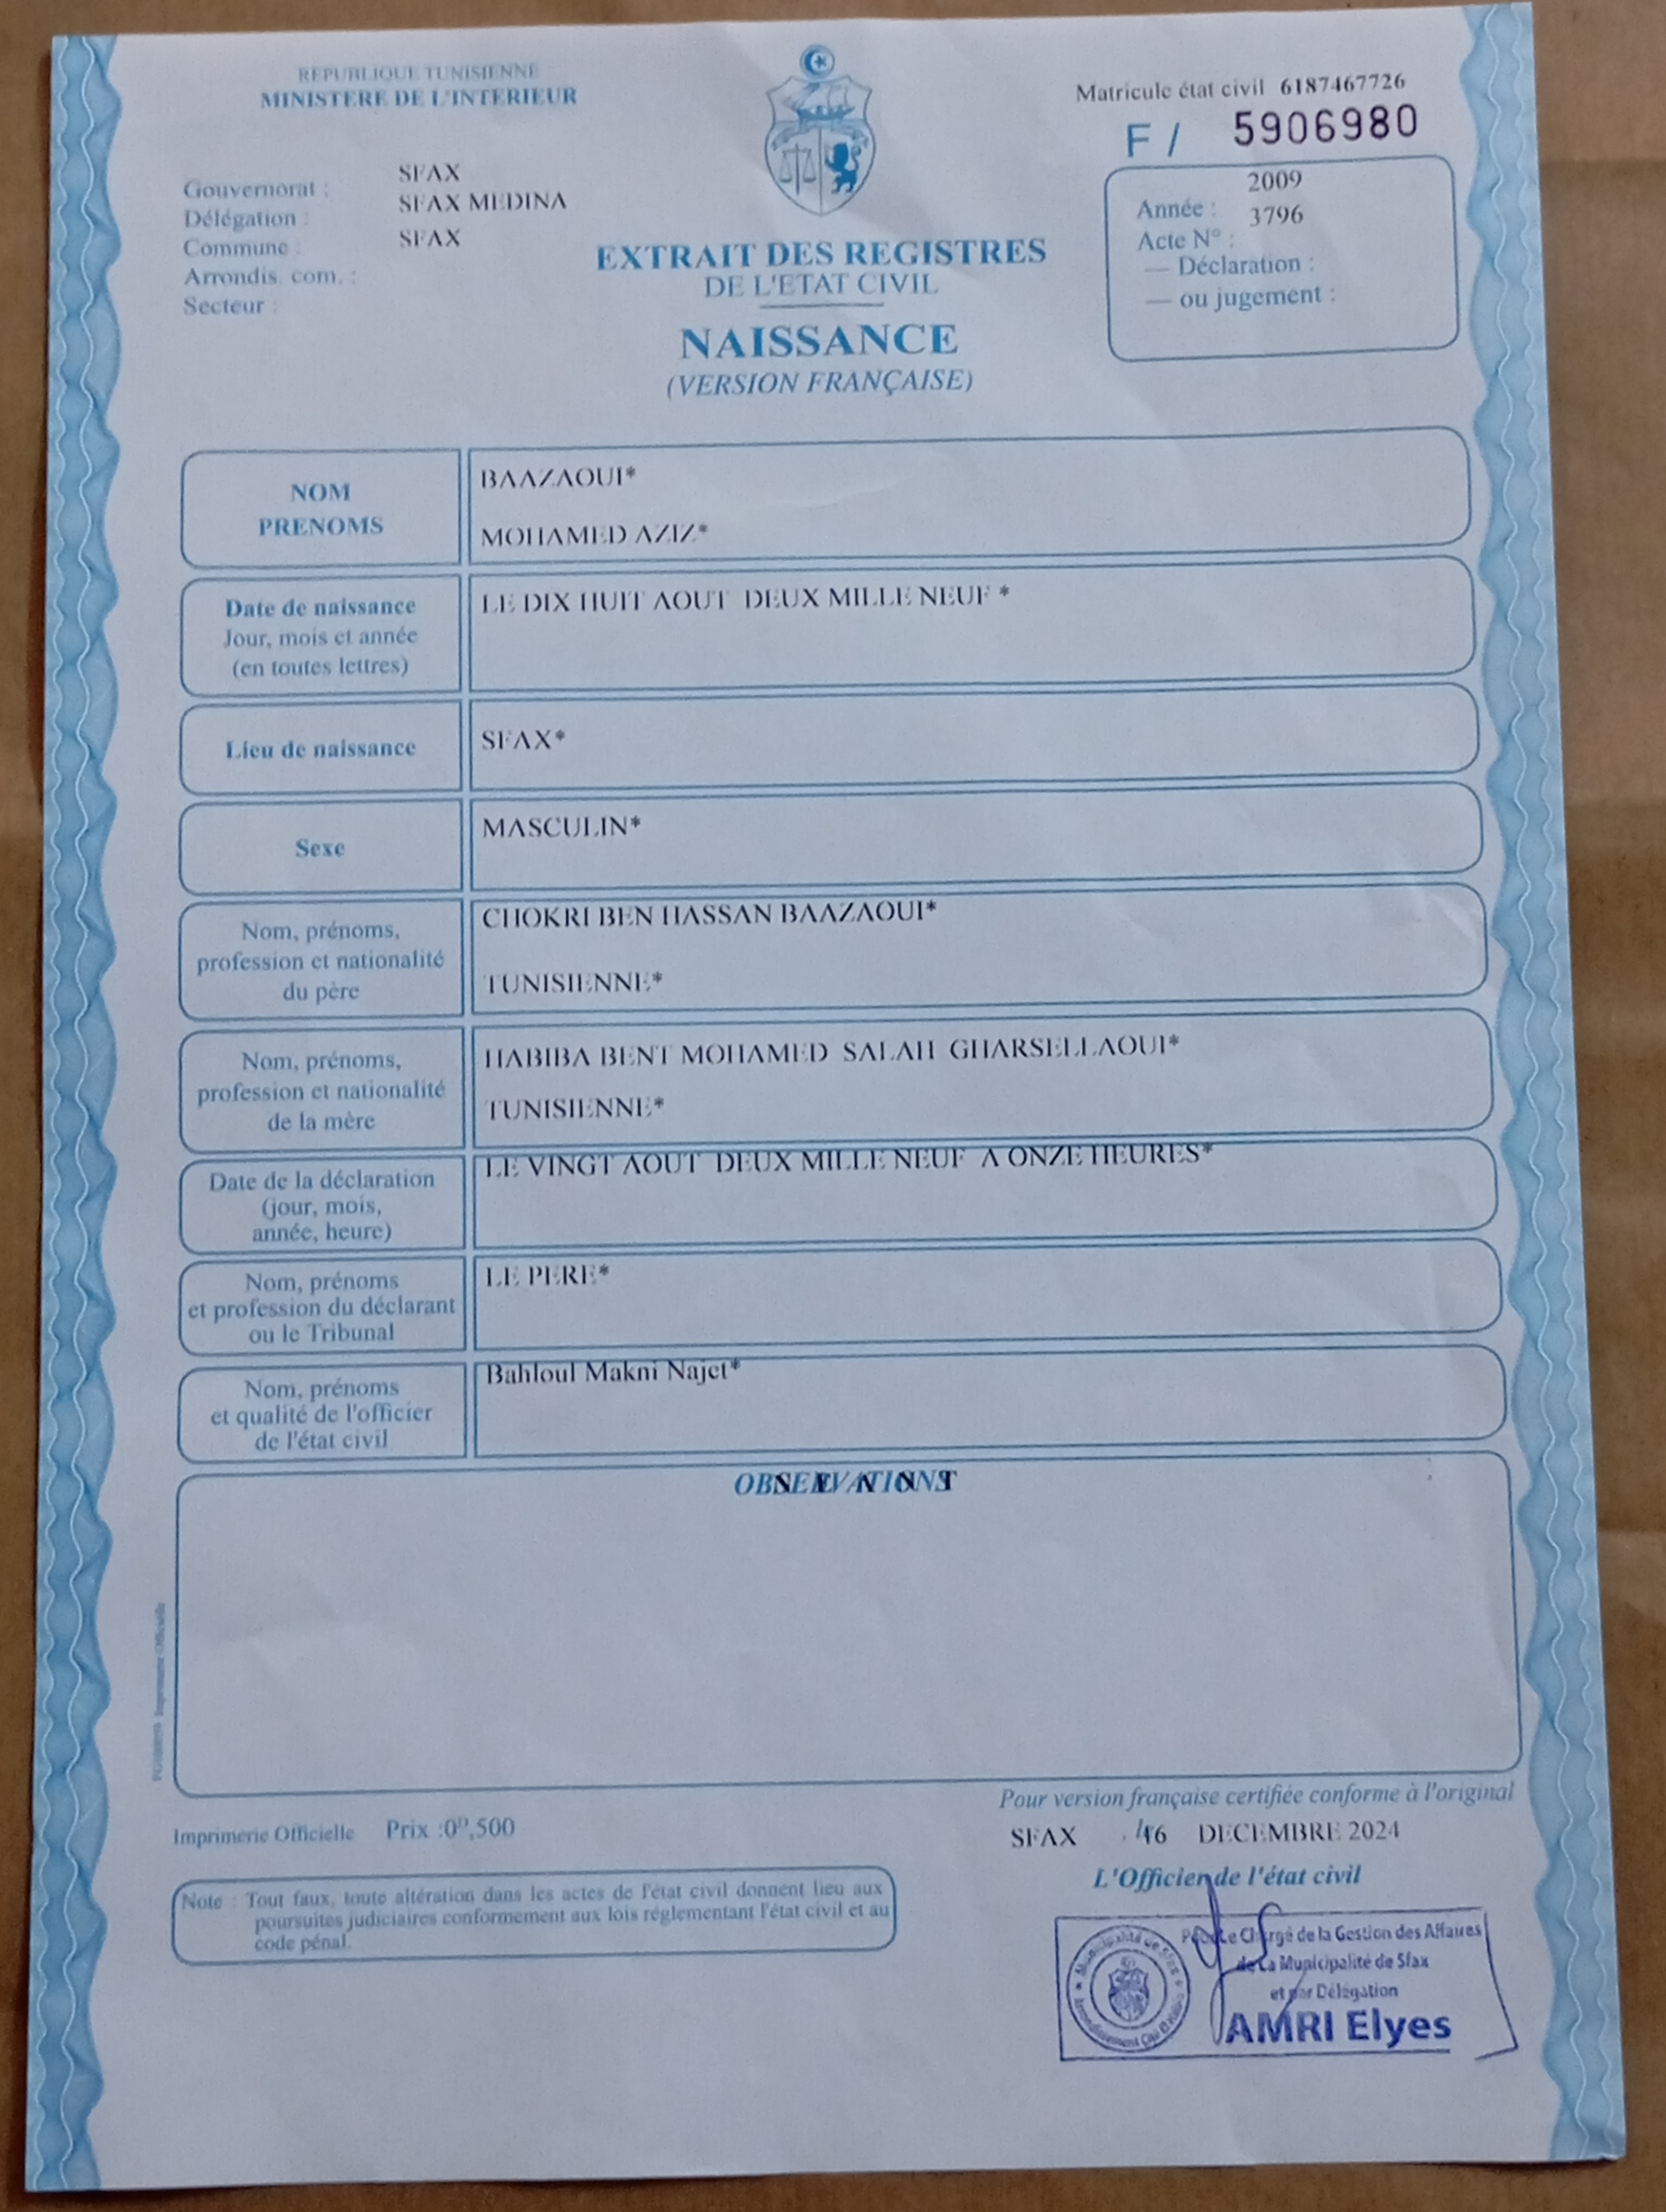 REPUBLIQUE TUNISIENNE
MINISTERE DE L'INTERIEUR
Matricule état civil 6187467726
F / 5906980
Gouvernorat : SFAX
Délégation : SFAX MEDINA
Commune : SFAX
Arrondis. com. :
Secteur :
Année : 2009
Acte N° : 3796
— Déclaration :
— ou jugement :
EXTRAIT DES REGISTRES
DE L'ETAT CIVIL
NAISSANCE
(VERSION FRANÇAISE)
NOM
PRENOMS
BAAZAOUI*
MOHAMED AZIZ*
Date de naissance
Jour, mois et année
(en toutes lettres)
LE DIX HUIT AOUT DEUX MILLE NEUF *
Lieu de naissance
SFAX*
Sexe
MASCULIN*
Nom, prénoms,
profession et nationalité
du père
CHOKRI BEN HASSAN BAAZAOUI*
TUNISIENNE*
Nom, prénoms,
profession et nationalité
de la mère
HABIBA BENT MOHAMED SALAH GHARSELLAOUI*
TUNISIENNE*
Date de la déclaration
(jour, mois,
année, heure)
LE VINGT AOUT DEUX MILLE NEUF A ONZE HEURES*
Nom, prénoms
et profession du déclarant
ou le Tribunal
LE PERE*
Nom, prénoms
et qualité de l'officier
de l'état civil
Bahloul Makni Najet*
OBSERVATIONS
Imprimerie Officielle
Pour version française certifiée conforme à l'original
Imprimerie Officielle Prix :0ᴰ,500
SFAX 16 DECEMBRE 2024
L'Officier de l'état civil
Note : Tout faux, toute altération dans les actes de l'état civil donnent lieu aux
poursuites judiciaires conformement aux lois réglementant l'état civil et au
code pénal.
Municipalité de Sfax
Le Chargé de la Gestion des Affaires
de La Municipalité de Sfax
et par Délégation
AMRI Elyes